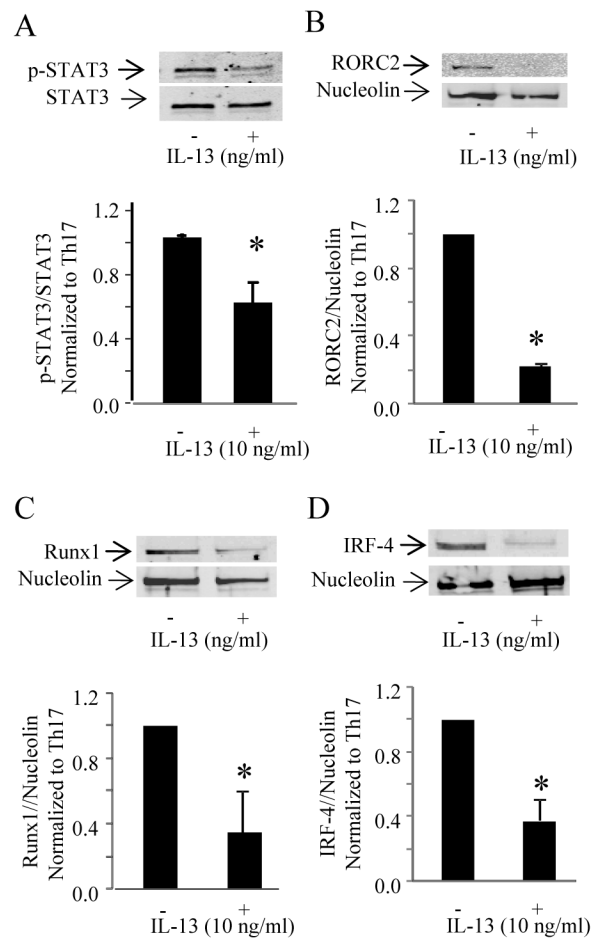 A
p-STAT3
STAT3
- +
IL-13 (ng/ml)
p-STAT3/STAT3
Normalized to Th17
1.2
0.8
0.4
0.0
- +
IL-13 (10 ng/ml)
B
RORC2
Nucleolin
- +
IL-13 (ng/ml)
RORC2/Nucleolin
Normalized to Th17
1.2
0.8
0.4
0.0
*
*
- +
IL-13 (10 ng/ml)
C
Runx1
Nucleolin
- +
IL-13 (ng/ml)
Runx1//Nucleolin
Normalized to Th17
1.2
0.8
0.4
0.0
*
- +
IL-13 (10 ng/ml)
D
IRF-4
Nucleolin
- +
IL-13 (ng/ml)
IRF-4//Nucleolin
Normalized to Th17
1.2
0.8
0.4
0.0
*
- +
IL-13 (10 ng/ml)